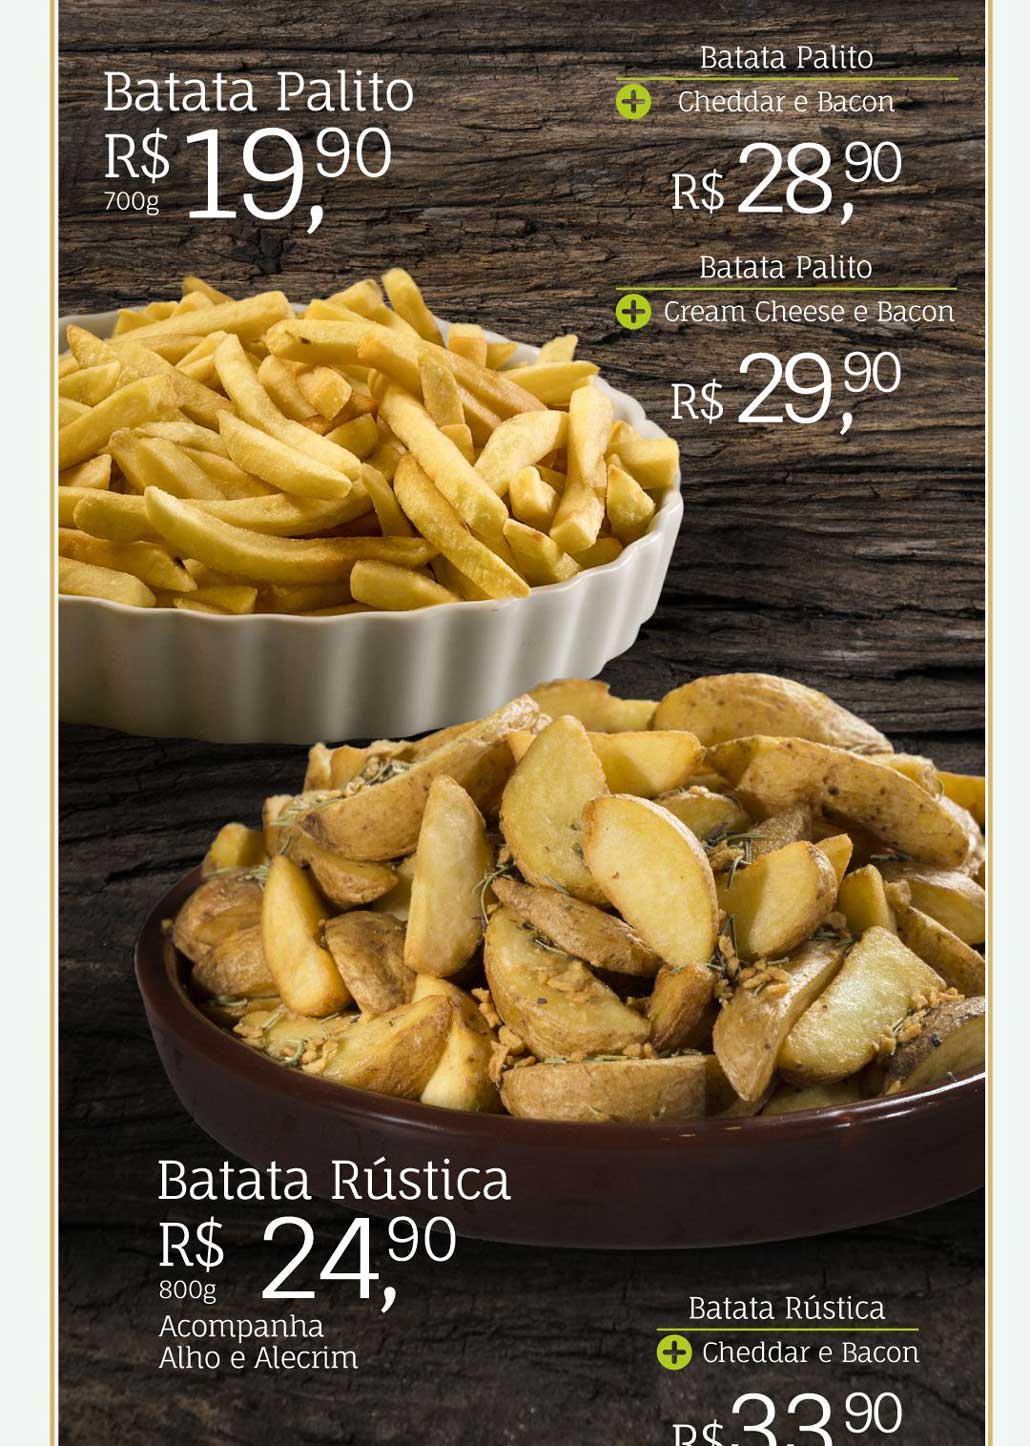 Batata Palito
R$ 19,90
700g
Batata Palito
+ Cheddar e Bacon
R$ 28,90
Batata Palito
+ Cream Cheese e Bacon
R$ 29,90
Batata Rústica
R$ 24,90
800g
Acompanha
Alho e Alecrim
Batata Rústica
+ Cheddar e Bacon
R$ 33,90